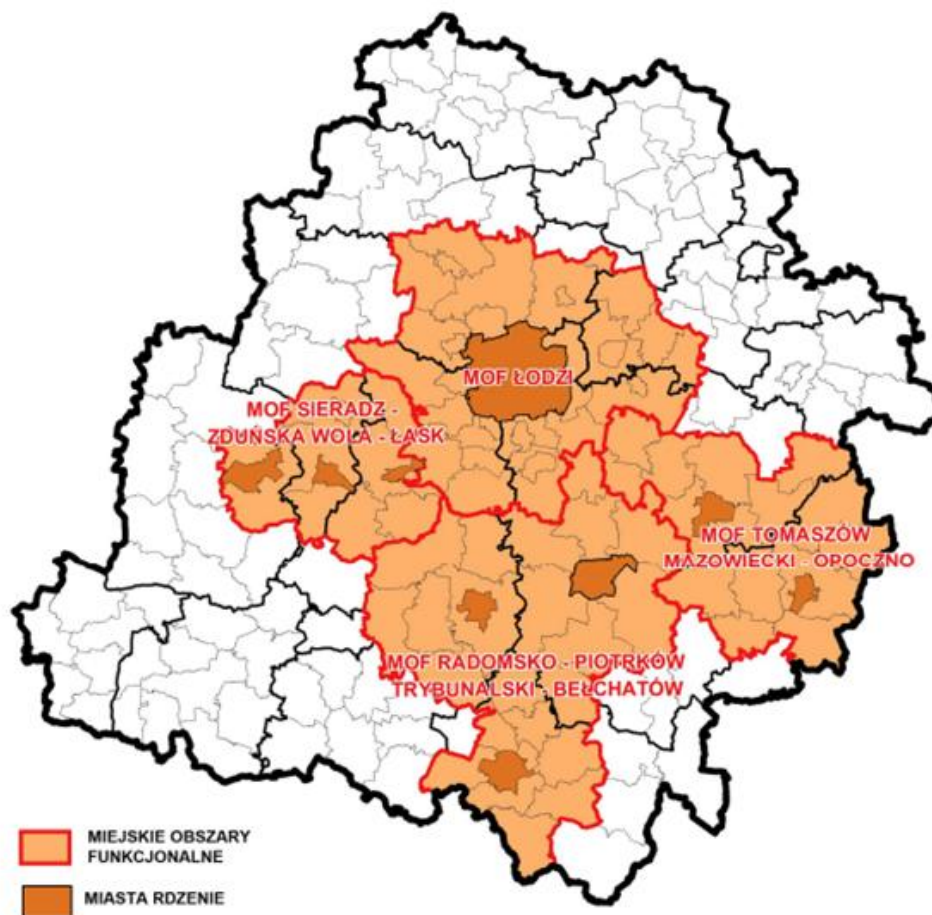 MOF ŁODZI
MOF SIERADZ -
ZDUŃSKA WOLA - ŁASK
MOF TOMASZÓW
MAZOWIECKI - OPOCZNO
MOF RADOMSKO - PIOTRKÓW
TRYBUNALSKI - BEŁCHATÓW
MIEJSKIE OBSZARY
FUNKCJONALNE
MIASTA RDZENIE